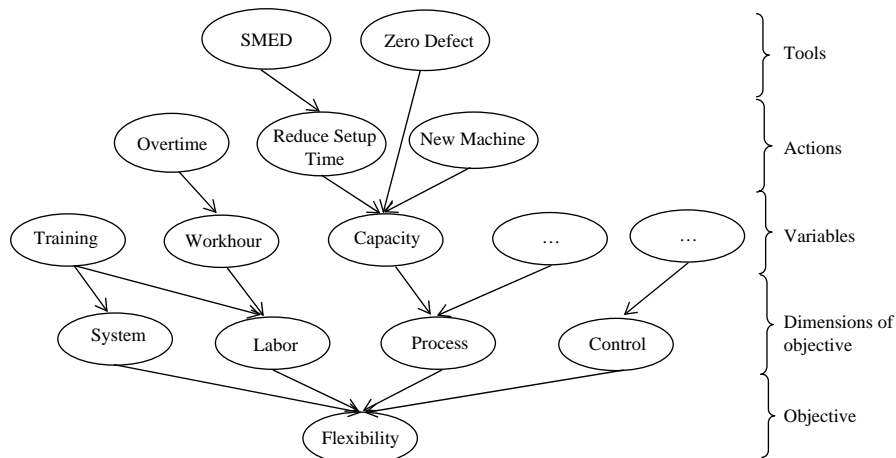 SMED
Zero Defect
Tools
Overtime
Reduce Setup
Time
New Machine
Actions
Training
Workhour
Capacity
…
…
Variables
System
Labor
Process
Control
Dimensions of
objective
Flexibility
Objective